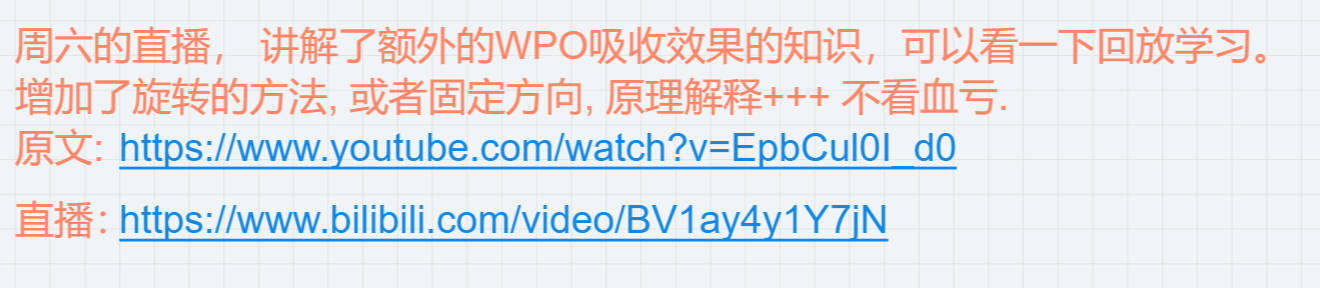 周六的直播， 讲解了额外的WPO吸收效果的知识，可以看一下回放学习。
增加了旋转的方法, 或者固定方向, 原理解释+++ 不看血亏.
原文: https://www.youtube.com/watch?v=EpbCul0I_d0
直播: https://www.bilibili.com/video/BV1ay4y1Y7jN